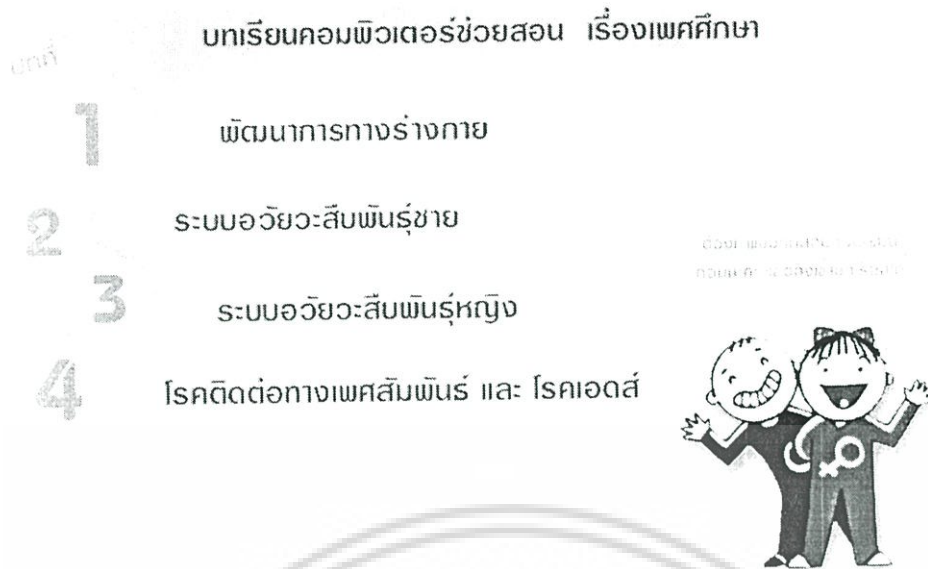 บทเรียนคอมพิวเตอร์ช่วยสอน เรื่องเพศศึกษา
บทที่
1 พัฒนาการทางร่างกาย
2 ระบบอวัยวะสืบพันธุ์ชาย
3 ระบบอวัยวะสืบพันธุ์หญิง
4 โรคติดต่อทางเพศสัมพันธ์ และ โรคเอดส์